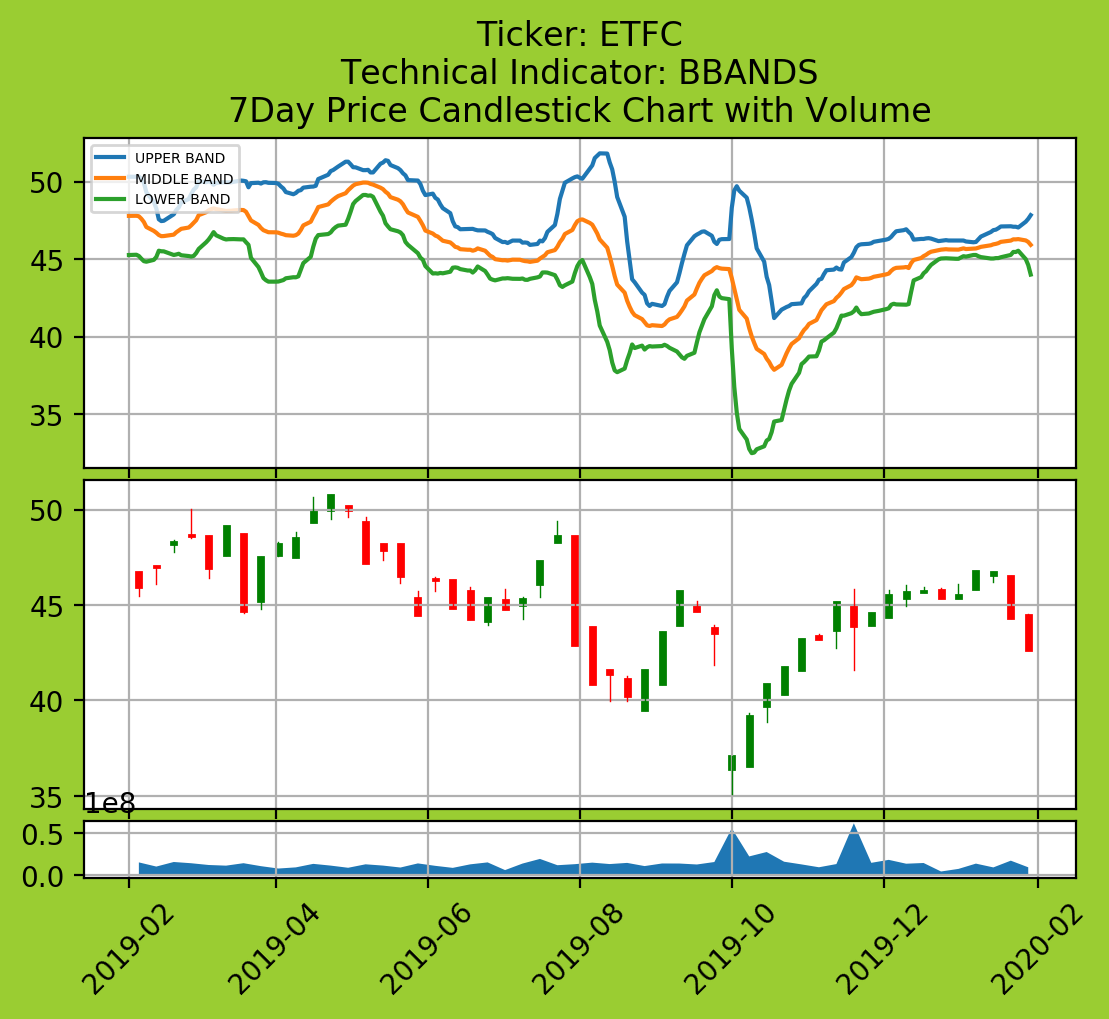 Ticker: ETFC
Technical Indicator: BBANDS
7Day Price Candlestick Chart with Volume
UPPER BAND
MIDDLE BAND
LOWER BAND
50
45
40
35
50
45
40
35
1e8
0.5
0.0
2019-02
2019-04
2019-06
2019-08
2019-10
2019-12
2020-02